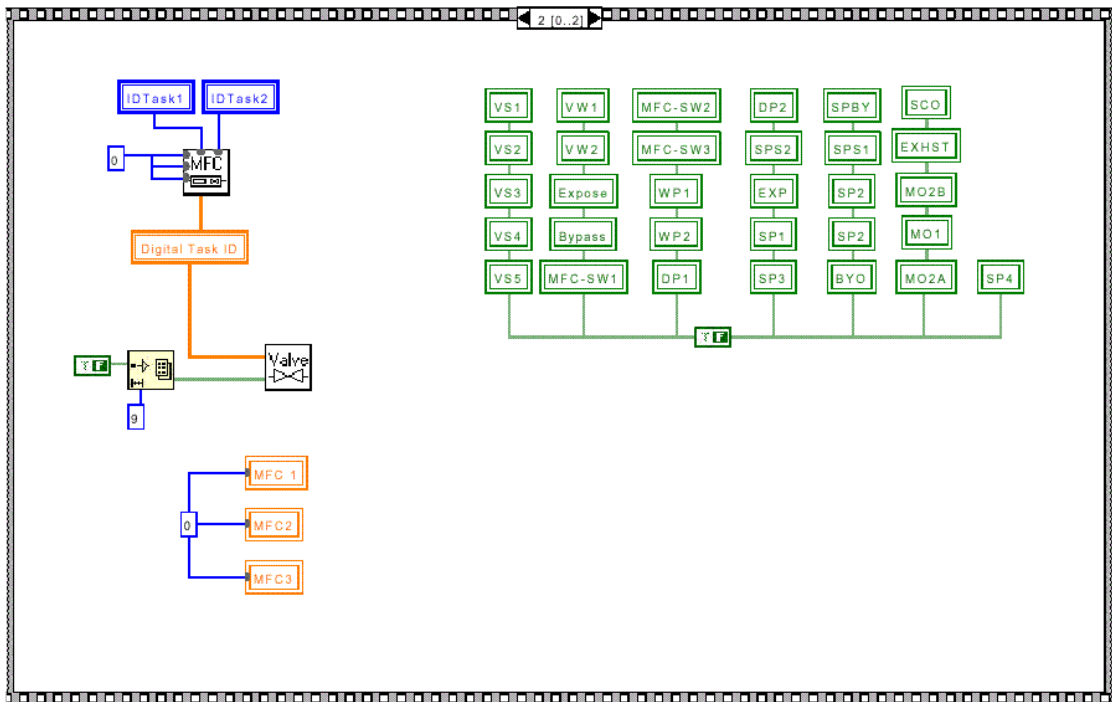 2 [0..2]
IDTask1 IDTask2
0
MFC
Digital Task ID
T F
Valve
9
MFC 1
0
MFC2
MFC3
VS1 VW1 MFC-SW2 DP2 SPBY SCO
VS2 VW2 MFC-SW3 SPS2 SPS1 EXHST
VS3 Expose WP1 EXP SP2 MO2B
VS4 Bypass WP2 SP1 SP2 MO1
VS5 MFC-SW1 DP1 SP3 BYO MO2A SP4
T F